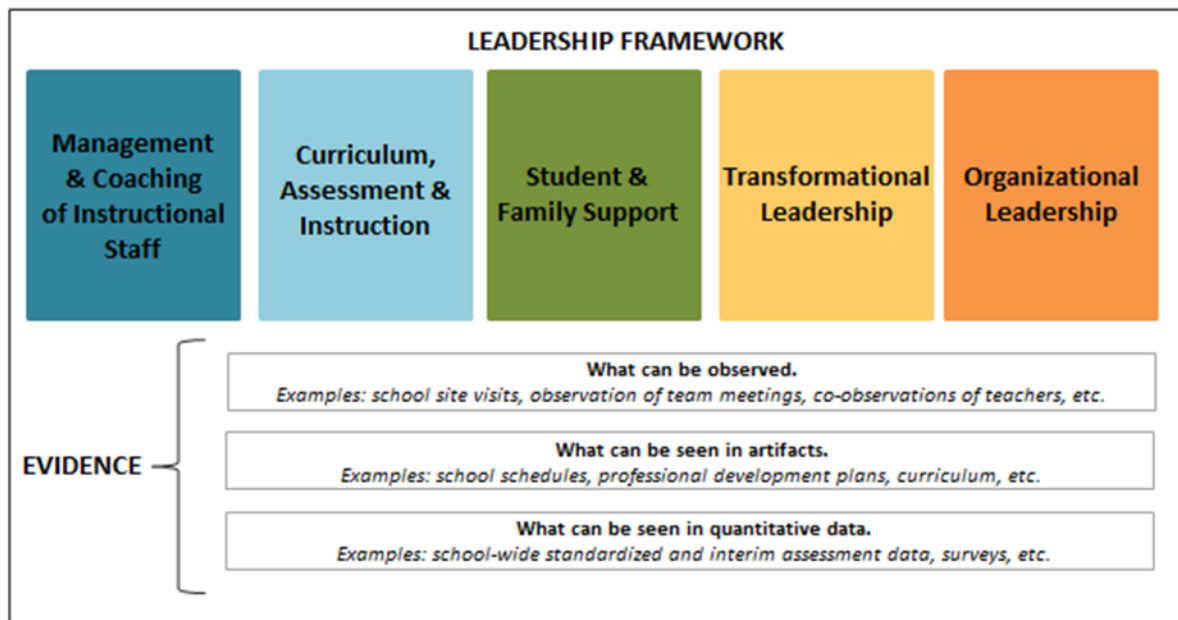 LEADERSHIP FRAMEWORK
Management
& Coaching
of Instructional
Staff
Curriculum,
Assessment &
Instruction
Student &
Family Support
Transformational
Leadership
Organizational
Leadership
EVIDENCE
What can be observed.
Examples: school site visits, observation of team meetings, co-observations of teachers, etc.
What can be seen in artifacts.
Examples: school schedules, professional development plans, curriculum, etc.
What can be seen in quantitative data.
Examples: school-wide standardized and interim assessment data, surveys, etc.